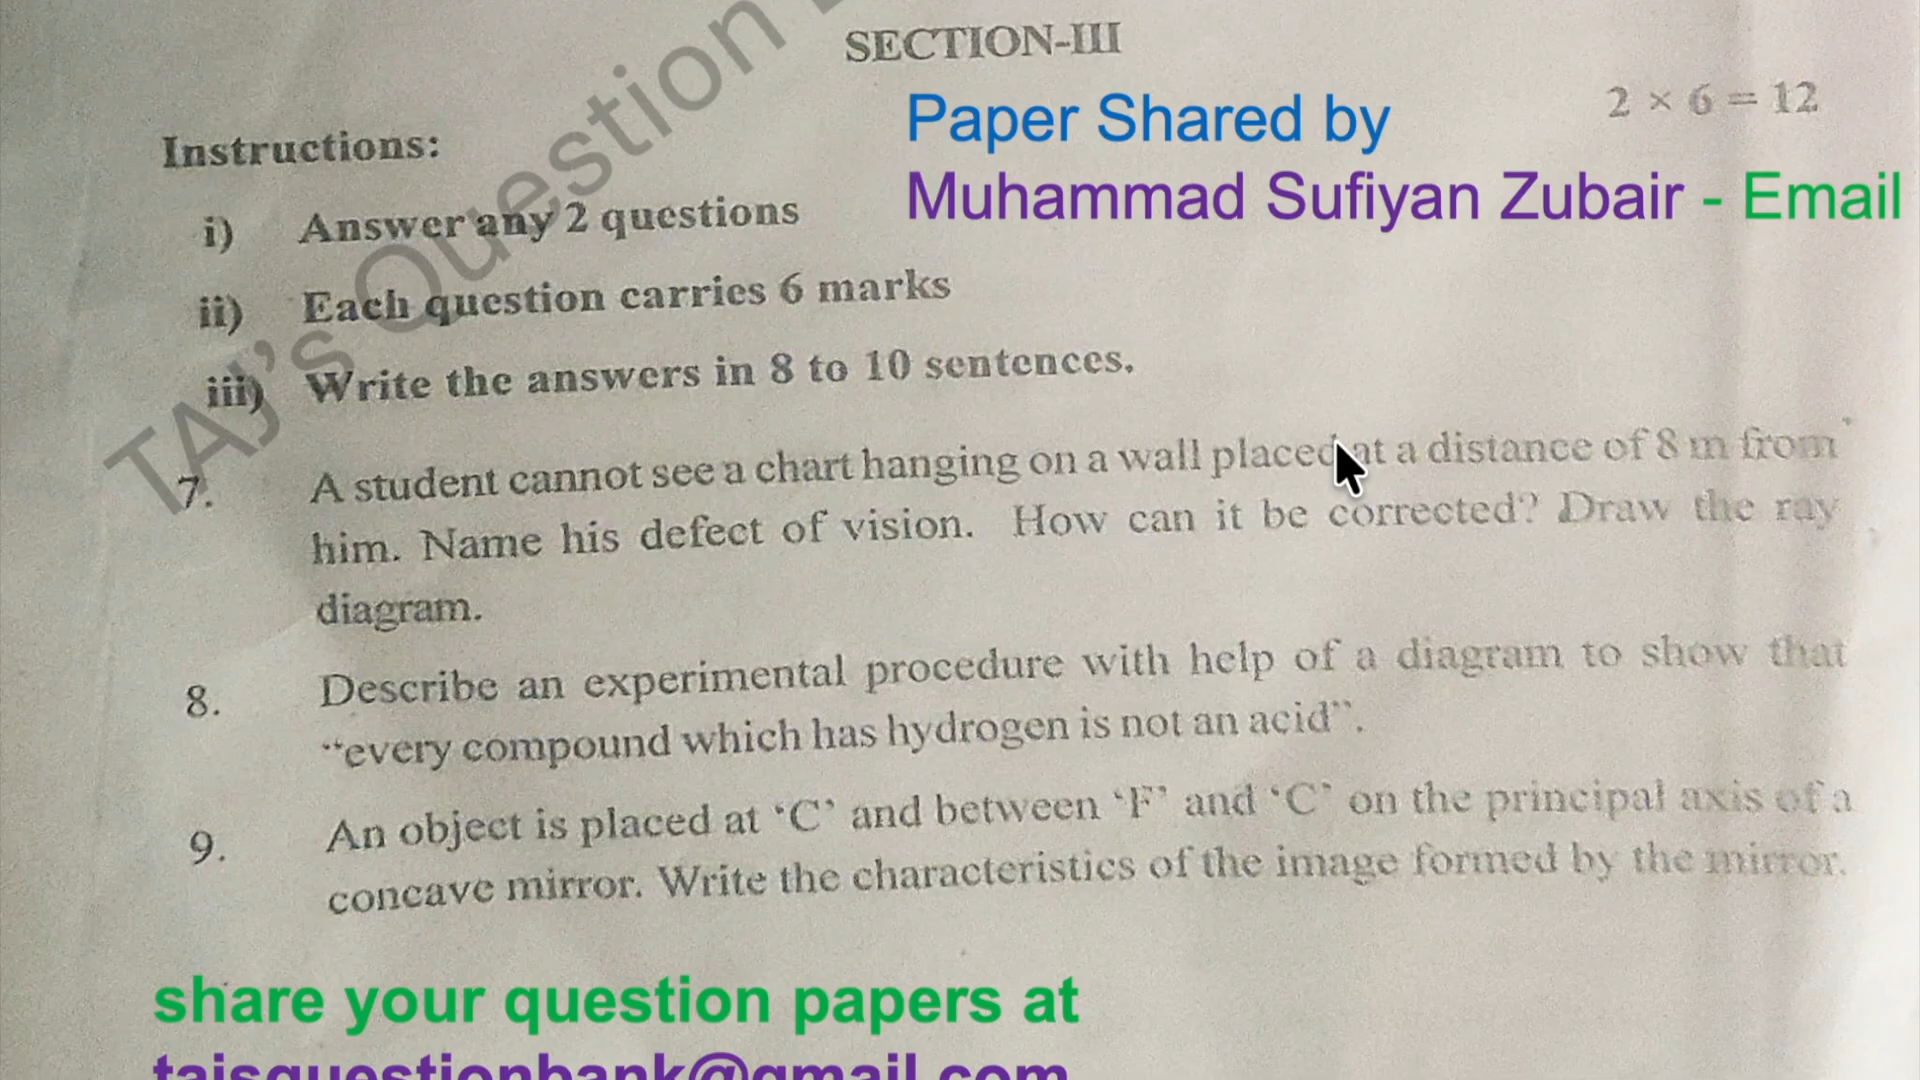 SECTION-III
2 × 6 = 12
Paper Shared by
Muhammad Sufiyan Zubair - Email
Instructions:
i) Answer any 2 questions
ii) Each question carries 6 marks
iii) Write the answers in 8 to 10 sentences.
TAJ's Question
7. A student cannot see a chart hanging on a wall placed at a distance of 8 m from
him. Name his defect of vision. How can it be corrected? Draw the ray
diagram.
8. Describe an experimental procedure with help of a diagram to show that
“every compound which has hydrogen is not an acid”.
9. An object is placed at ‘C’ and between ‘F’ and ‘C’ on the principal axis of a
concave mirror. Write the characteristics of the image formed by the mirror.
share your question papers at
tajsquestionbank@gmail.com